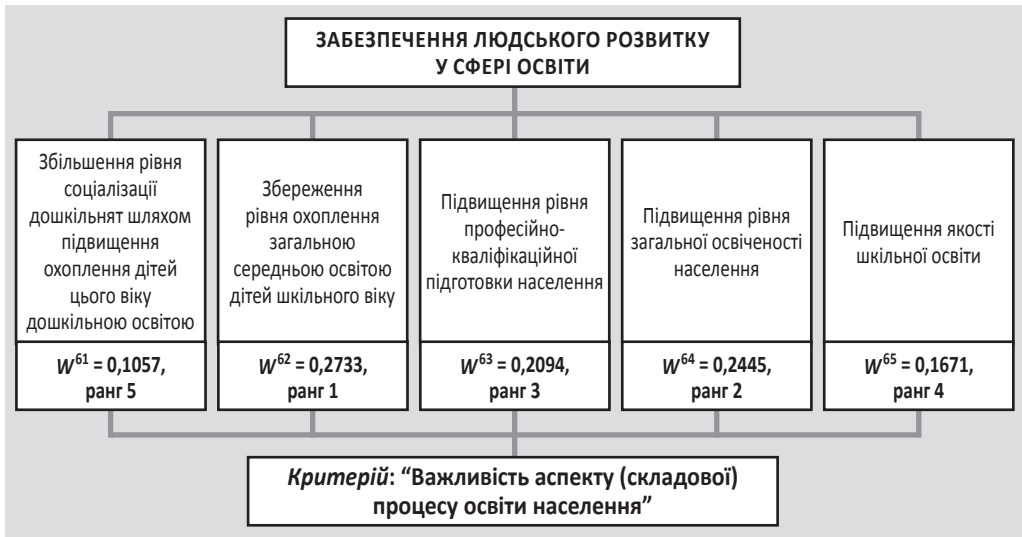 ЗАБЕЗПЕЧЕННЯ ЛЮДСЬКОГО РОЗВИТКУ
У СФЕРІ ОСВІТИ
Збільшення рівня
соціалізації
дошкільнят шляхом
підвищення
охоплення дітей
цього віку
дошкільною освітою
W⁶¹ = 0,1057,
ранг 5
Збереження
рівня охоплення
загальною
середньою освітою
дітей шкільного віку
W⁶² = 0,2733,
ранг 1
Підвищення рівня
професійно-
кваліфікаційної
підготовки населення
W⁶³ = 0,2094,
ранг 3
Підвищення рівня
загальної освіченості
населення
W⁶⁴ = 0,2445,
ранг 2
Підвищення якості
шкільної освіти
W⁶⁵ = 0,1671,
ранг 4
Критерій: “Важливість аспекту (складової)
процесу освіти населення”